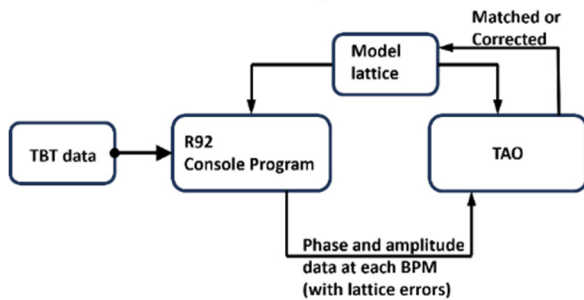 Matched or
Corrected
Model
lattice
R92
Console Program
TBT data
TAO
Phase and amplitude
data at each BPM
(with lattice errors)